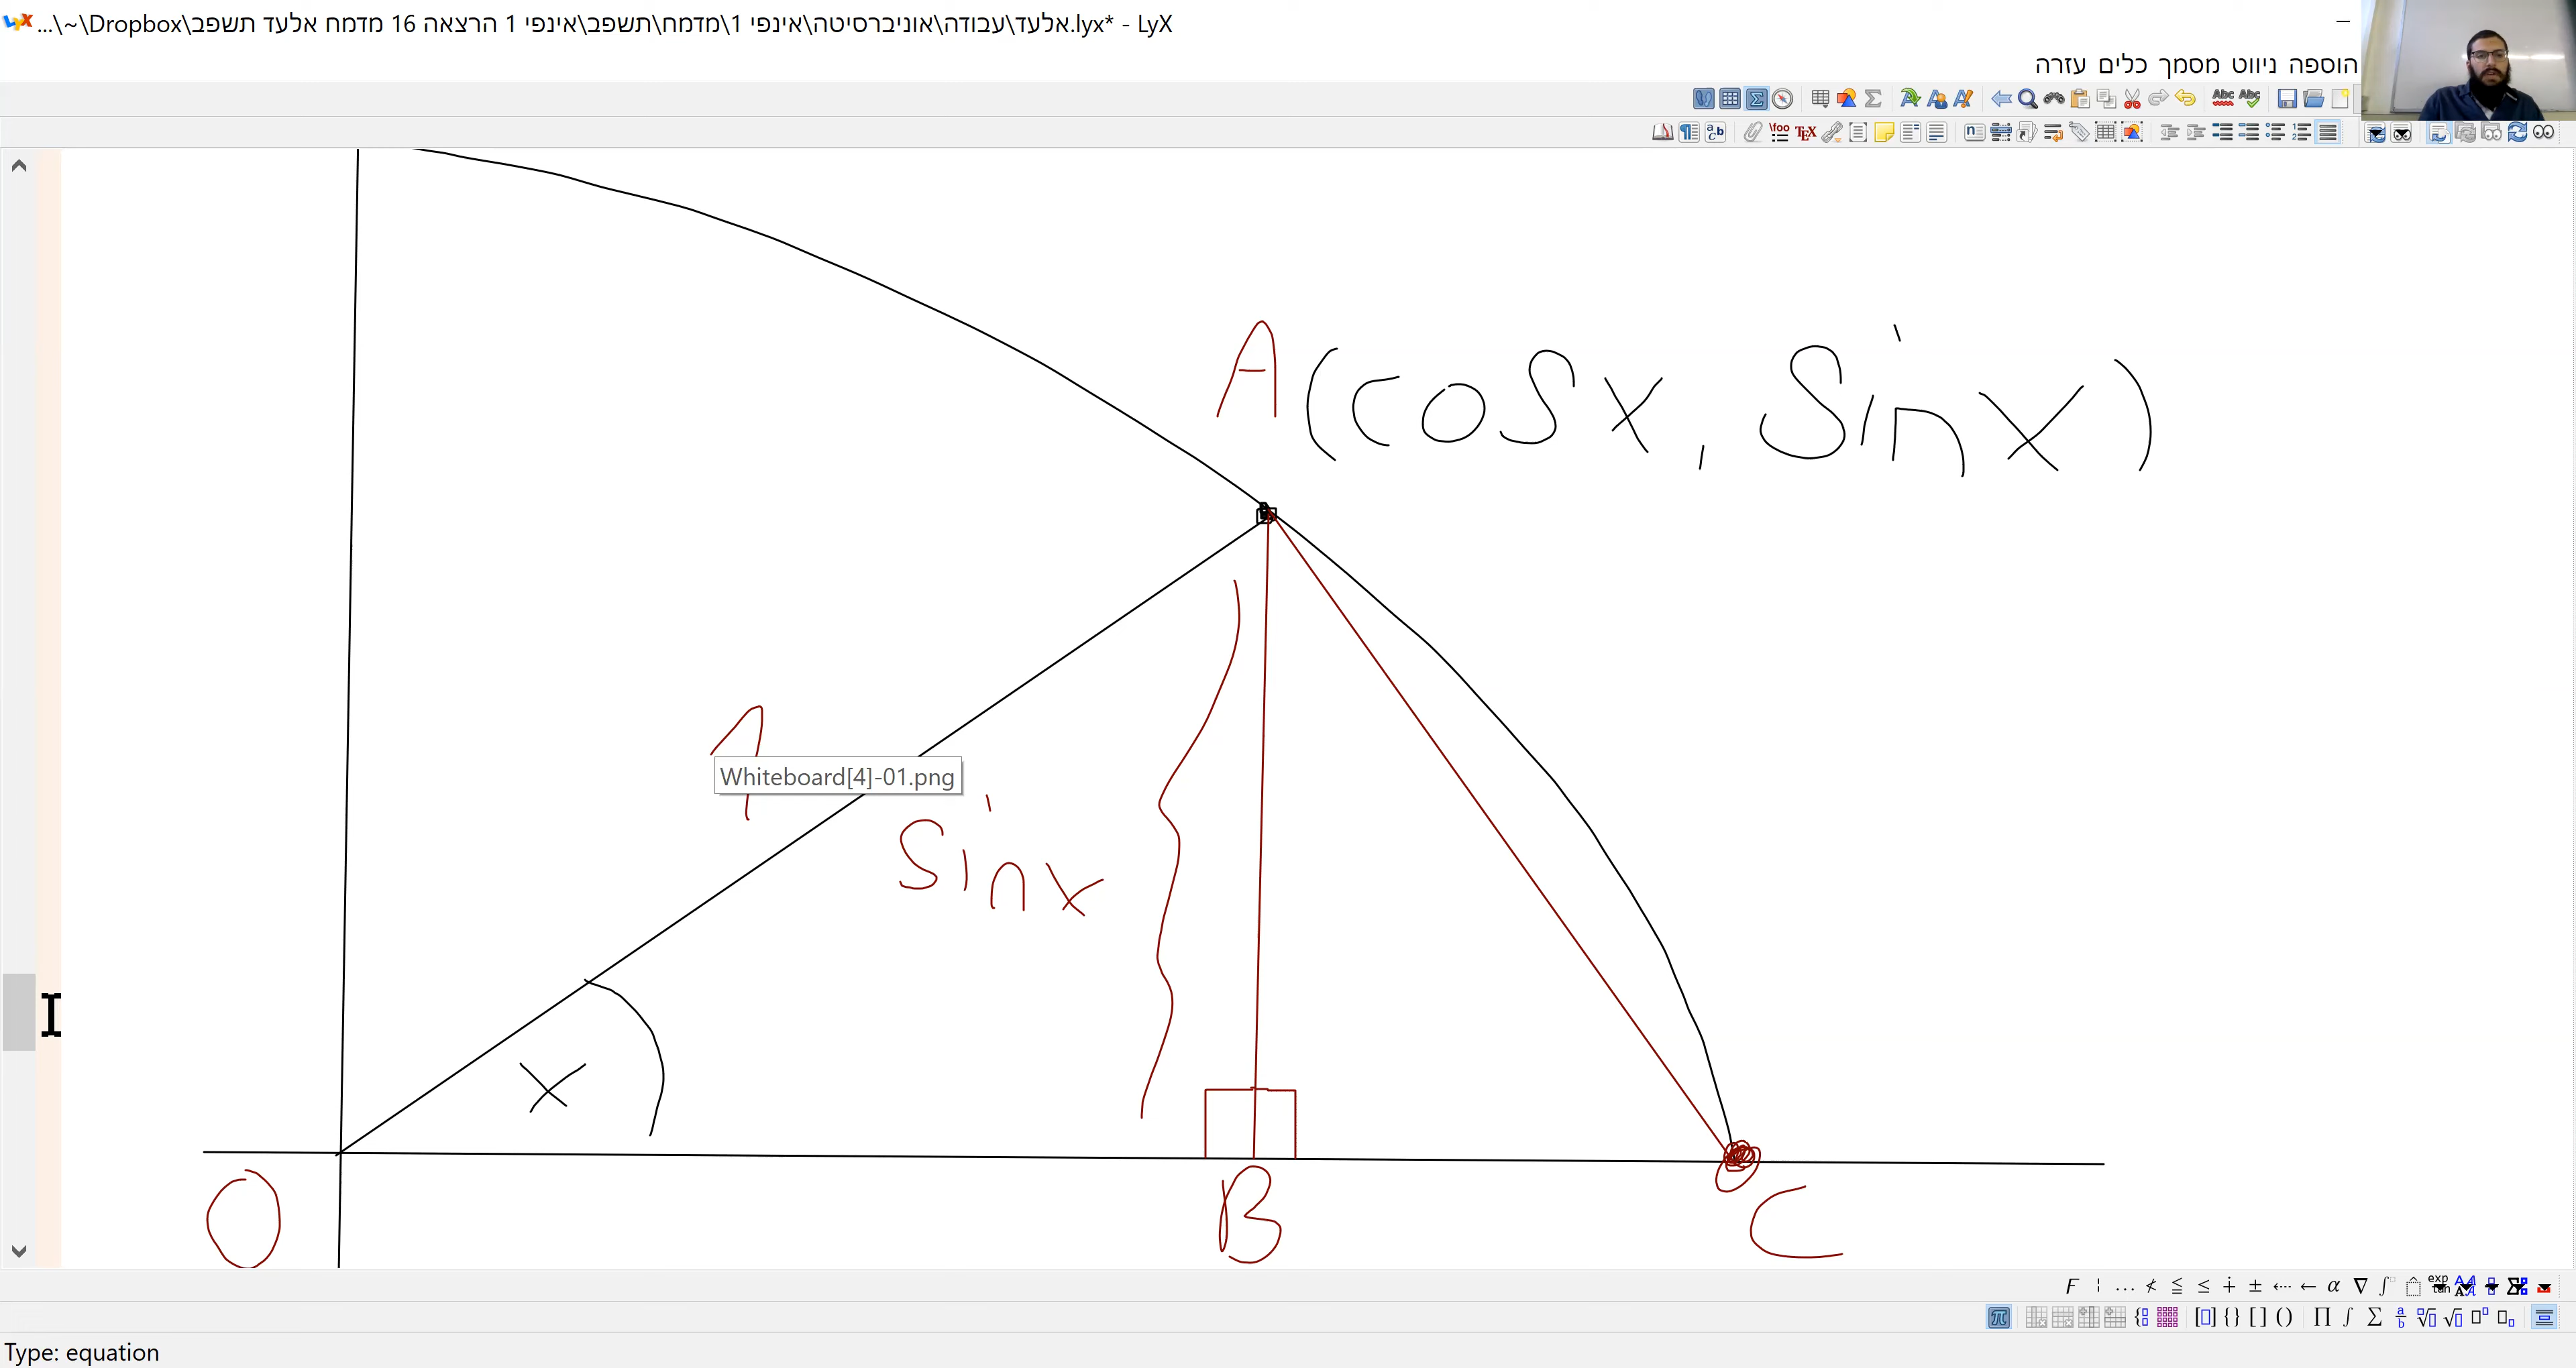 ...\~\Dropbox\אלעד\עבודה\אוניברסיטה\אינפי 1\מדמח\תשפב\אינפי 1 הרצאה 16 מדמח אלעד תשפב.lyx* - LyX
הוספה ניווט מסמך כלים עזרה
A (cosx, sinx)
1
Whiteboard[4]-01.png
sinx
x
O B C
Type: equation